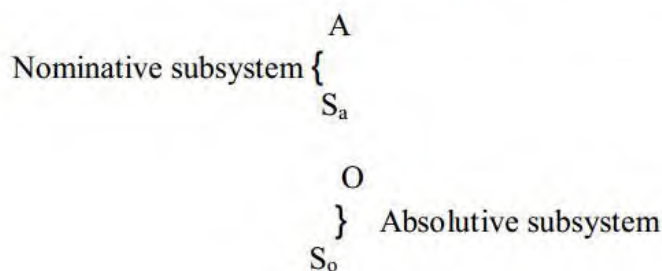 A
Nominative subsystem {
Sₐ
O
} Absolutive subsystem
Sₒ